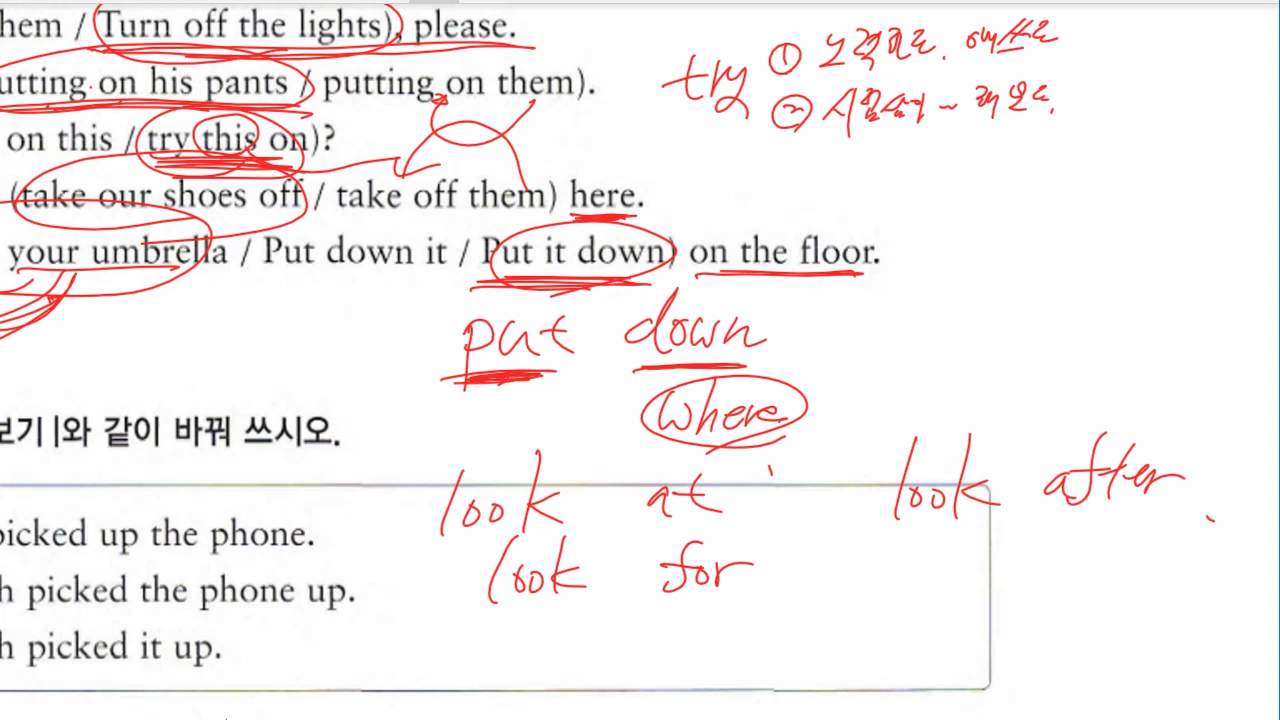 hem / Turn off the lights), please.
utting on his pants / putting on them).
on this / try this on)?
(take our shoes off / take off them) here.
your umbrella / Put down it / Put it down) on the floor.
try ① 노력하다. 애쓰다
② 시험삼아 ~ 해보다.
put down
where
보기 |와 같이 바꿔 쓰시오.
look at look after
look for
picked up the phone.
h picked the phone up.
h picked it up.